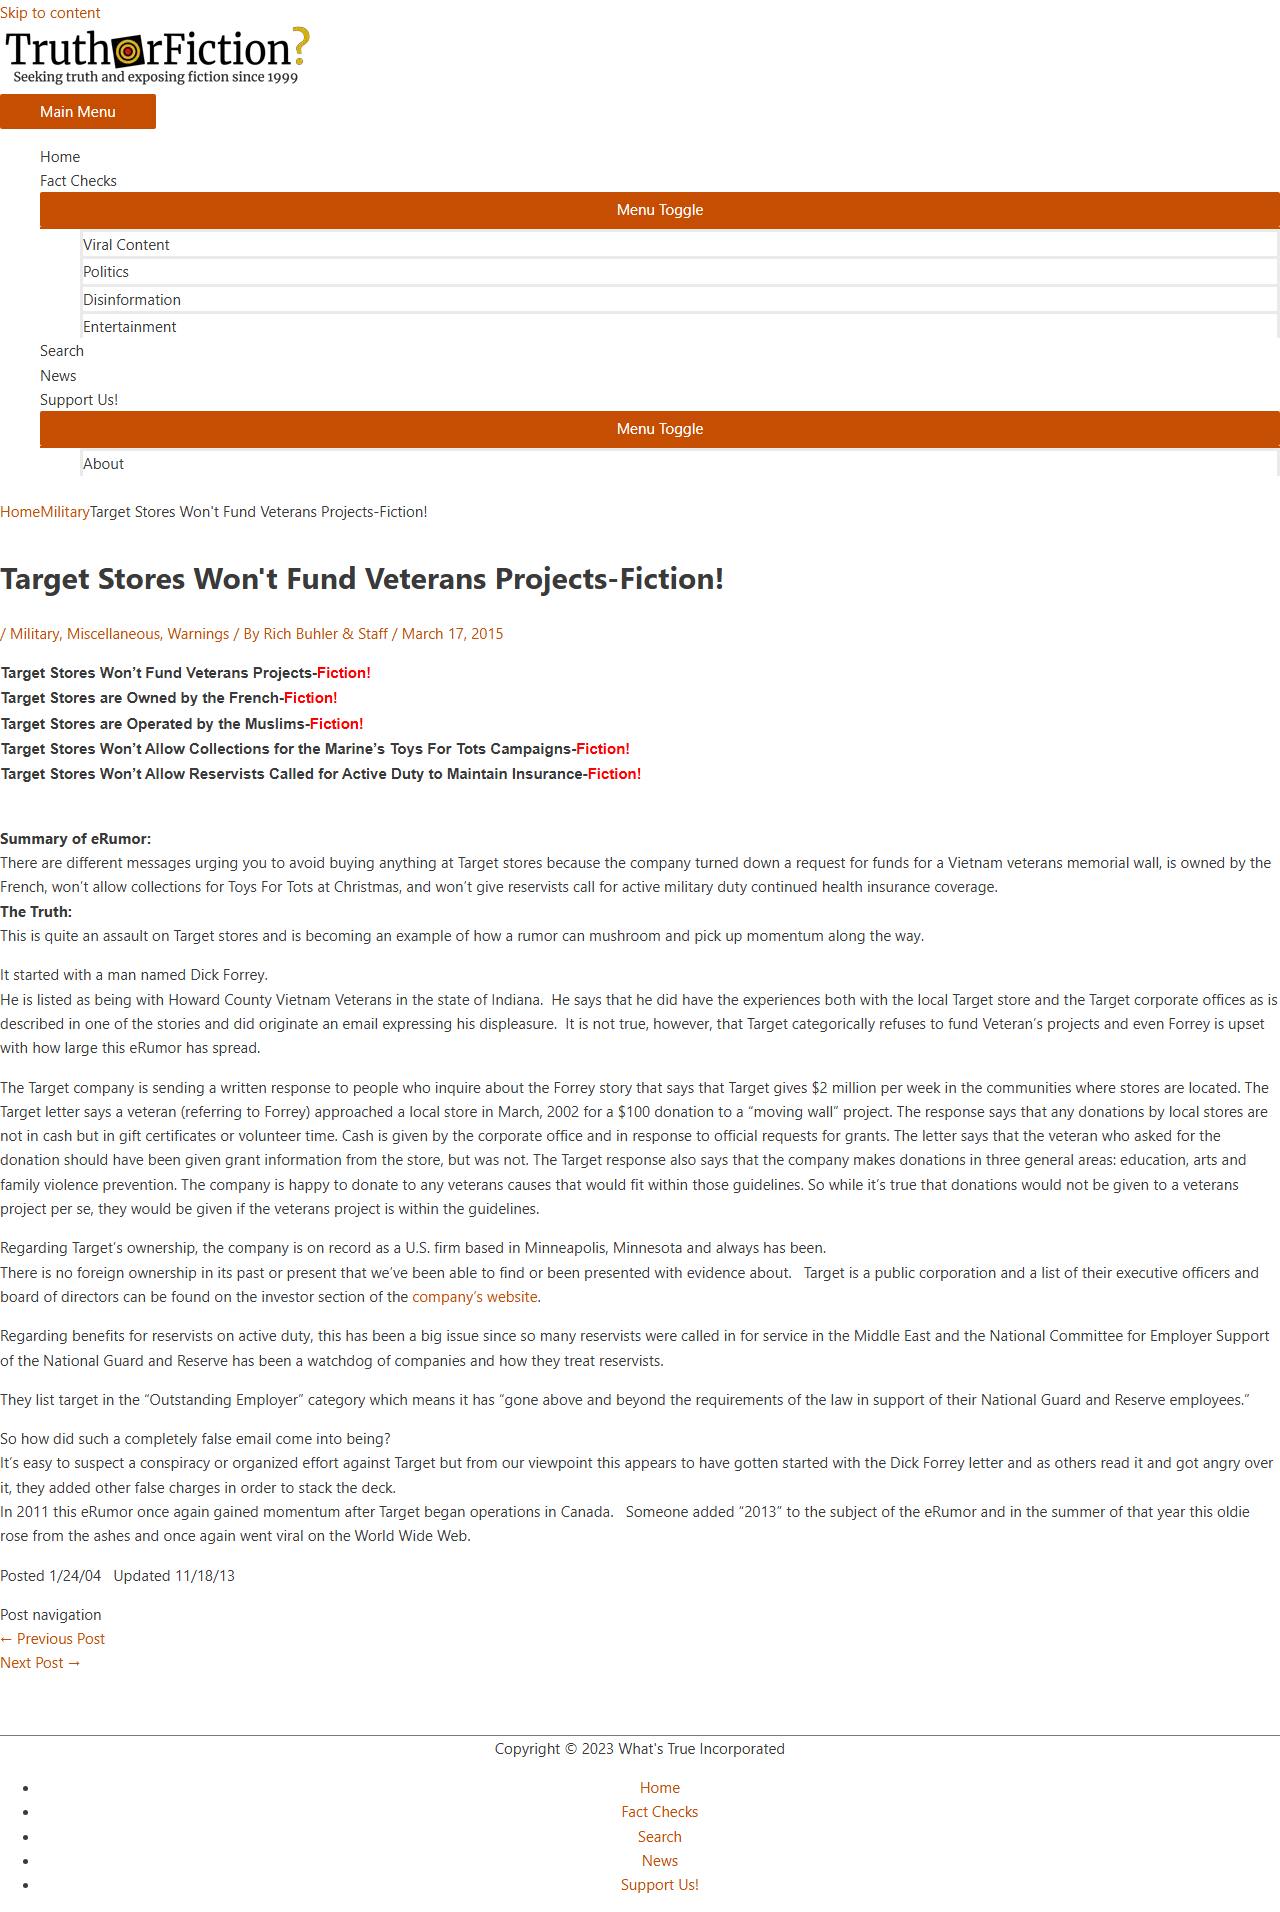 Skip to content
TruthorFiction?
Seeking truth and exposing fiction since 1999
Main Menu
Home
Fact Checks
Menu Toggle
Viral Content
Politics
Disinformation
Entertainment
Search
News
Support Us!
Menu Toggle
About
HomeMilitaryTarget Stores Won't Fund Veterans Projects-Fiction!
Target Stores Won't Fund Veterans Projects-Fiction!
/ Military, Miscellaneous, Warnings / By Rich Buhler & Staff / March 17, 2015
Target Stores Won’t Fund Veterans Projects-Fiction!
Target Stores are Owned by the French-Fiction!
Target Stores are Operated by the Muslims-Fiction!
Target Stores Won’t Allow Collections for the Marine’s Toys For Tots Campaigns-Fiction!
Target Stores Won’t Allow Reservists Called for Active Duty to Maintain Insurance-Fiction!
Summary of eRumor:
There are different messages urging you to avoid buying anything at Target stores because the company turned down a request for funds for a Vietnam veterans memorial wall, is owned by the
French, won’t allow collections for Toys For Tots at Christmas, and won’t give reservists call for active military duty continued health insurance coverage.
The Truth:
This is quite an assault on Target stores and is becoming an example of how a rumor can mushroom and pick up momentum along the way.
It started with a man named Dick Forrey.
He is listed as being with Howard County Vietnam Veterans in the state of Indiana.  He says that he did have the experiences both with the local Target store and the Target corporate offices as is
described in one of the stories and did originate an email expressing his displeasure.  It is not true, however, that Target categorically refuses to fund Veteran’s projects and even Forrey is upset
with how large this eRumor has spread.
The Target company is sending a written response to people who inquire about the Forrey story that says that Target gives $2 million per week in the communities where stores are located. The
Target letter says a veteran (referring to Forrey) approached a local store in March, 2002 for a $100 donation to a “moving wall” project. The response says that any donations by local stores are
not in cash but in gift certificates or volunteer time. Cash is given by the corporate office and in response to official requests for grants. The letter says that the veteran who asked for the
donation should have been given grant information from the store, but was not. The Target response also says that the company makes donations in three general areas: education, arts and
family violence prevention. The company is happy to donate to any veterans causes that would fit within those guidelines. So while it’s true that donations would not be given to a veterans
project per se, they would be given if the veterans project is within the guidelines.
Regarding Target’s ownership, the company is on record as a U.S. firm based in Minneapolis, Minnesota and always has been.
There is no foreign ownership in its past or present that we’ve been able to find or been presented with evidence about.   Target is a public corporation and a list of their executive officers and
board of directors can be found on the investor section of the company’s website.
Regarding benefits for reservists on active duty, this has been a big issue since so many reservists were called in for service in the Middle East and the National Committee for Employer Support
of the National Guard and Reserve has been a watchdog of companies and how they treat reservists.
They list target in the “Outstanding Employer” category which means it has “gone above and beyond the requirements of the law in support of their National Guard and Reserve employees.”
So how did such a completely false email come into being?
It’s easy to suspect a conspiracy or organized effort against Target but from our viewpoint this appears to have gotten started with the Dick Forrey letter and as others read it and got angry over
it, they added other false charges in order to stack the deck.
In 2011 this eRumor once again gained momentum after Target began operations in Canada.   Someone added “2013” to the subject of the eRumor and in the summer of that year this oldie
rose from the ashes and once again went viral on the World Wide Web.
Posted 1/24/04   Updated 11/18/13
Post navigation
← Previous Post
Next Post →
Copyright © 2023 What's True Incorporated
Home
Fact Checks
Search
News
Support Us!